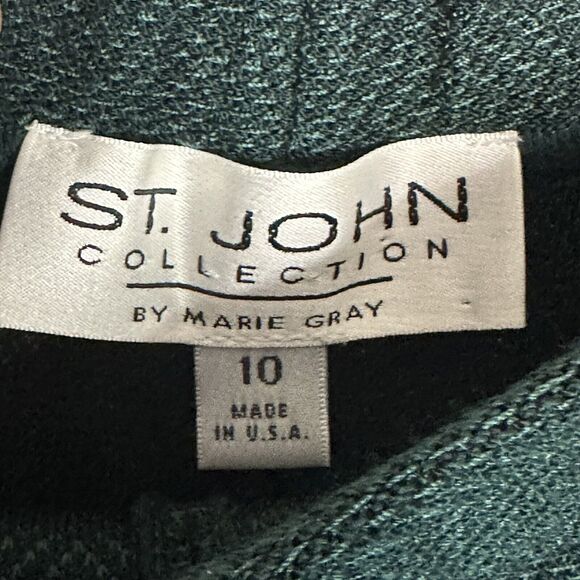 ST. JOHN
COLLECTION
BY MARIE GRAY
10
MADE
IN U.S.A.